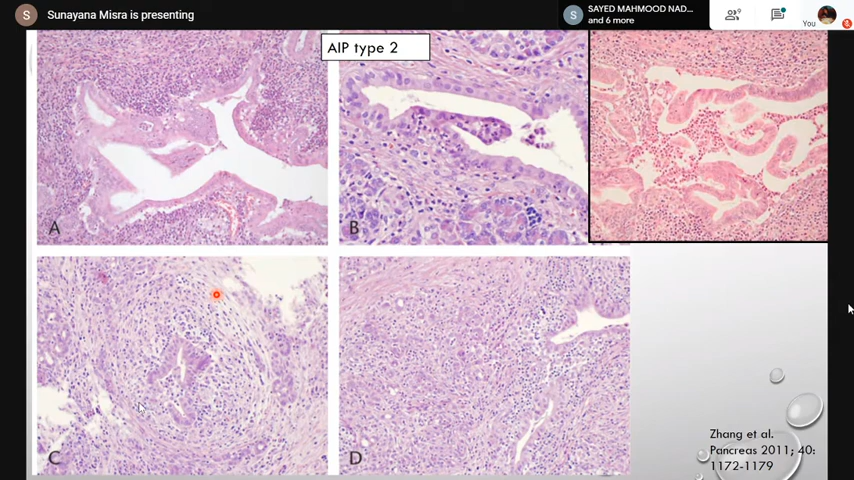 Sunayana Misra is presenting
SAYED MAHMOOD NAD...
and 6 more
9
You
AIP type 2
A
B
C
D
Zhang et al.
Pancreas 2011; 40:
1172-1179
S
S